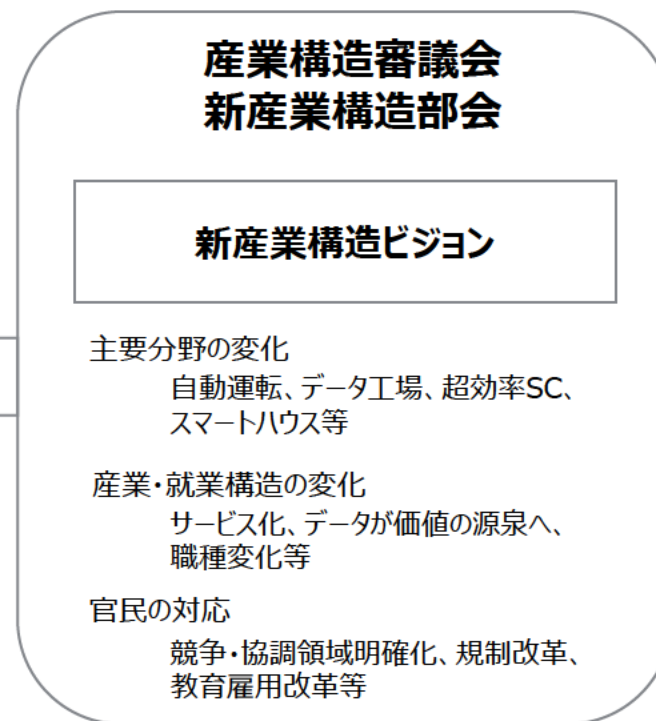 産業構造審議会
新産業構造部会
新産業構造ビジョン
主要分野の変化
自動運転、データ工場、超効率SC、
スマートハウス等
産業・就業構造の変化
サービス化、データが価値の源泉へ、
職種変化等
官民の対応
競争・協調領域明確化、規制改革、
教育雇用改革等